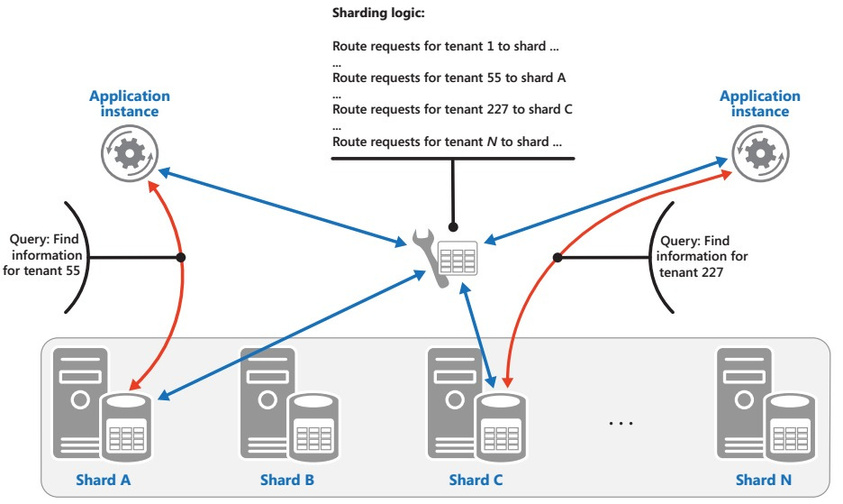 Sharding logic:
Route requests for tenant 1 to shard ...
...
Route requests for tenant 55 to shard A
...
Route requests for tenant 227 to shard C
...
Route requests for tenant N to shard ...
Application
instance
Application
instance
Query: Find
information
for tenant 55
Query: Find
information for
tenant 227
...
Shard A
Shard B
Shard C
Shard N